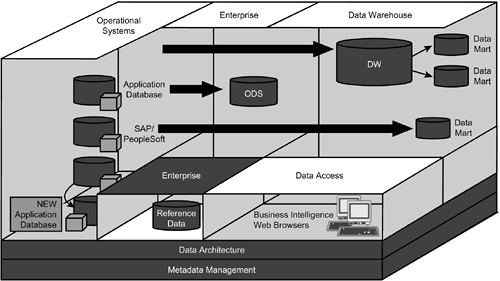 Operational
Systems
Enterprise
Data Warehouse
DW
Data
Mart
Data
Mart
Application
Database
ODS
SAP/
PeopleSoft
Data
Mart
Enterprise
Data Access
NEW
Application
Database
Reference
Data
Business Intelligence
Web Browsers
Data Architecture
Metadata Management